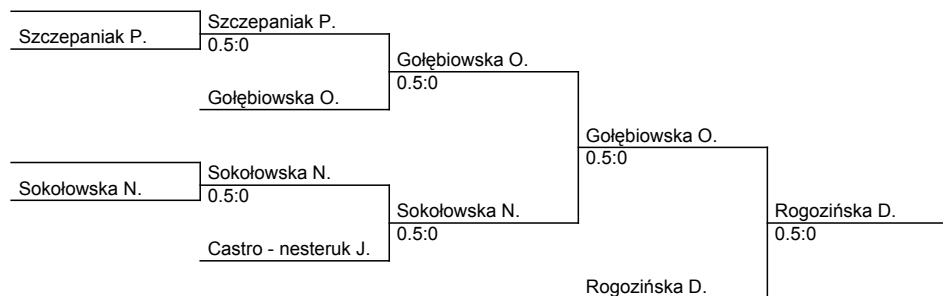 Szczepaniak P.
Szczepaniak P.
0.5:0
Gołębiowska O.
0.5:0
Gołębiowska O.
Gołębiowska O.
0.5:0
Sokołowska N.
Sokołowska N.
0.5:0
Sokołowska N.
0.5:0
Rogozińska D.
0.5:0
Castro - nesteruk J.
Rogozińska D.